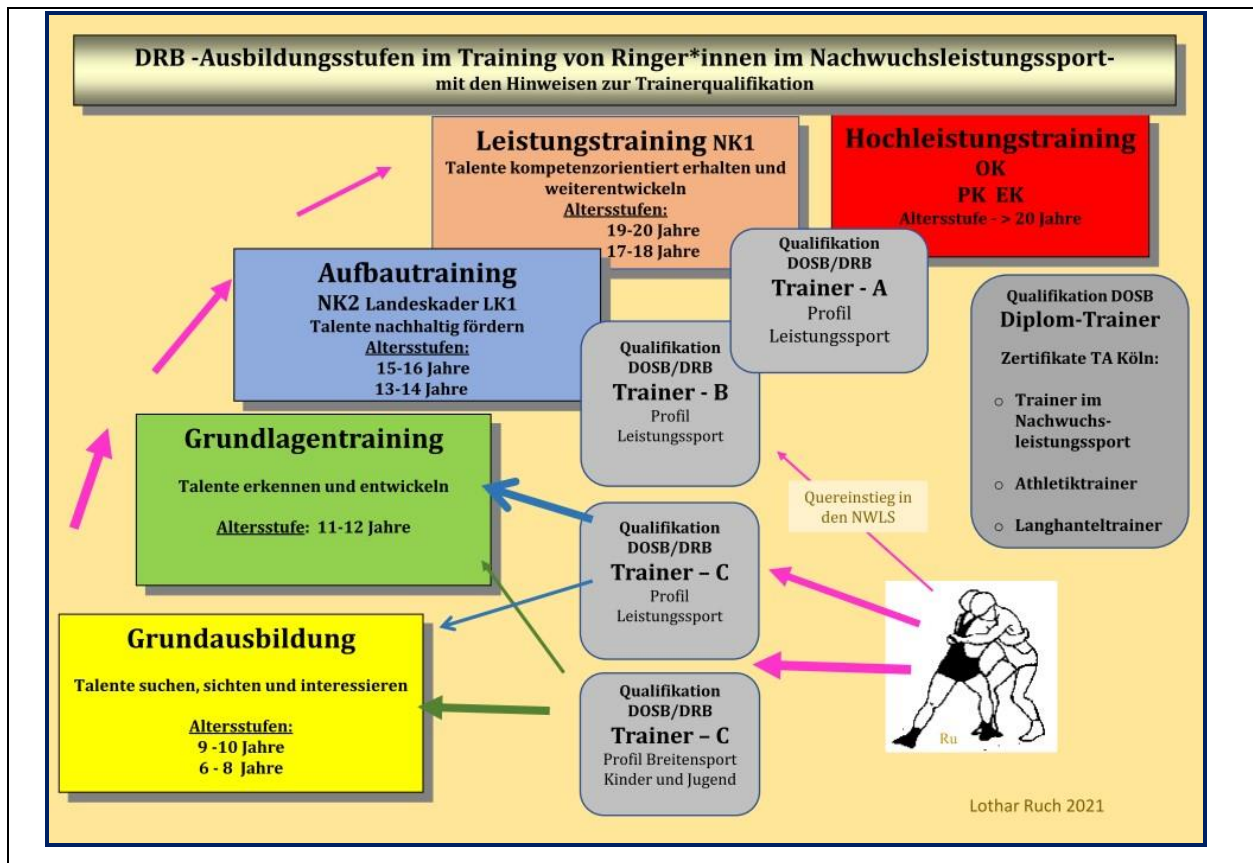 DRB -Ausbildungsstufen im Training von Ringer*innen im Nachwuchsleistungssport-
mit den Hinweisen zur Trainerqualifikation
Leistungstraining NK1
Talente kompetenzorientiert erhalten und
weiterentwickeln
Altersstufen:
19-20 Jahre
17-18 Jahre
Hochleistungstraining
OK
PK EK
Altersstufe - > 20 Jahre
Aufbautraining
NK2 Landeskader LK1
Talente nachhaltig fördern
Altersstufen:
15-16 Jahre
13-14 Jahre
Qualifikation
DOSB/DRB
Trainer - A
Profil
Leistungssport
Qualifikation DOSB
Diplom-Trainer
Zertifikate TA Köln:
o Trainer im
Nachwuchs-
leistungssport
o Athletiktrainer
o Langhanteltrainer
Qualifikation
DOSB/DRB
Trainer - B
Profil
Leistungssport
Grundlagentraining
Talente erkennen und entwickeln
Altersstufe: 11-12 Jahre
Quereinstieg in
den NWLS
Qualifikation
DOSB/DRB
Trainer – C
Profil
Leistungssport
Grundausbildung
Talente suchen, sichten und interessieren
Altersstufen:
9 -10 Jahre
6 - 8 Jahre
Qualifikation
DOSB/DRB
Trainer – C
Profil Breitensport
Kinder und Jugend
Ru
Lothar Ruch 2021